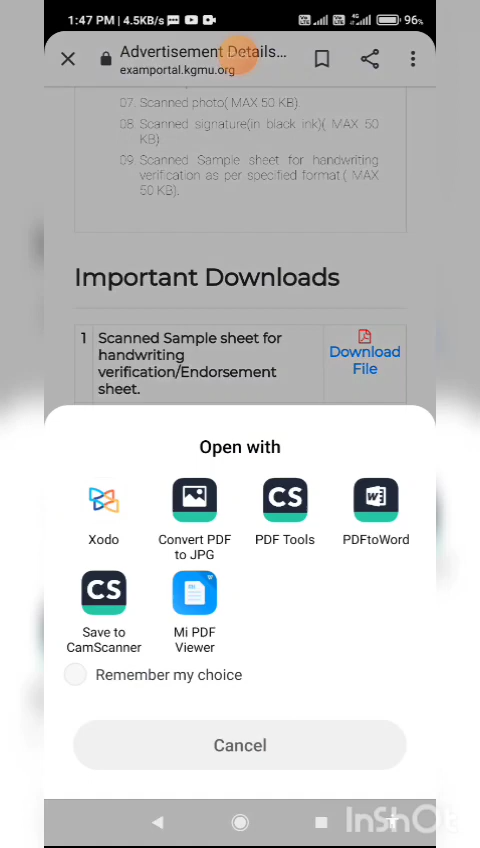 1:47 PM | 4.5KB/s
96%
Advertisement Details...
examportal.kgmu.org
07. Scanned photo( MAX 50 KB).
08. Scanned signature(in black ink)( MAX 50
KB)
09. Scanned Sample sheet for handwriting
verification as per specified format ( MAX
50 KB).
Important Downloads
1 Scanned Sample sheet for
handwriting
verification/Endorsement
sheet.
Download
File
Open with
Xodo
Convert PDF
to JPG
CS
PDF Tools
W
PDFtoWord
CS
Save to
CamScanner
W
Mi PDF
Viewer
Remember my choice
Cancel
InShOt